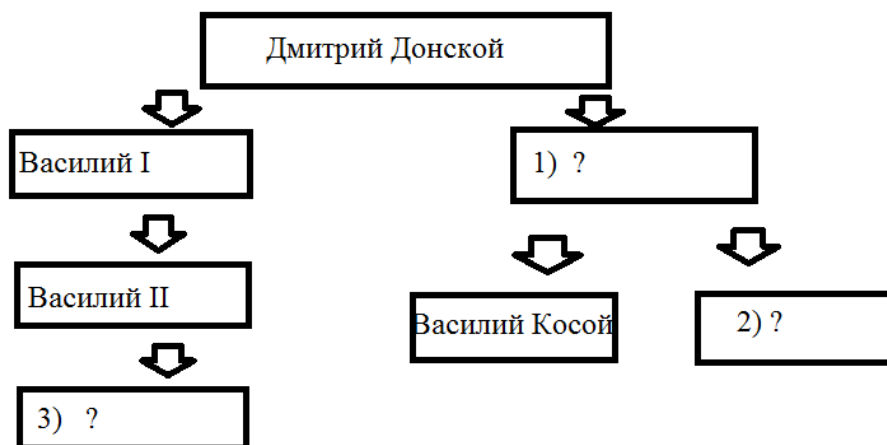 Дмитрий Донской
Василий I
1) ?
Василий II
Василий Косой
2) ?
3) ?